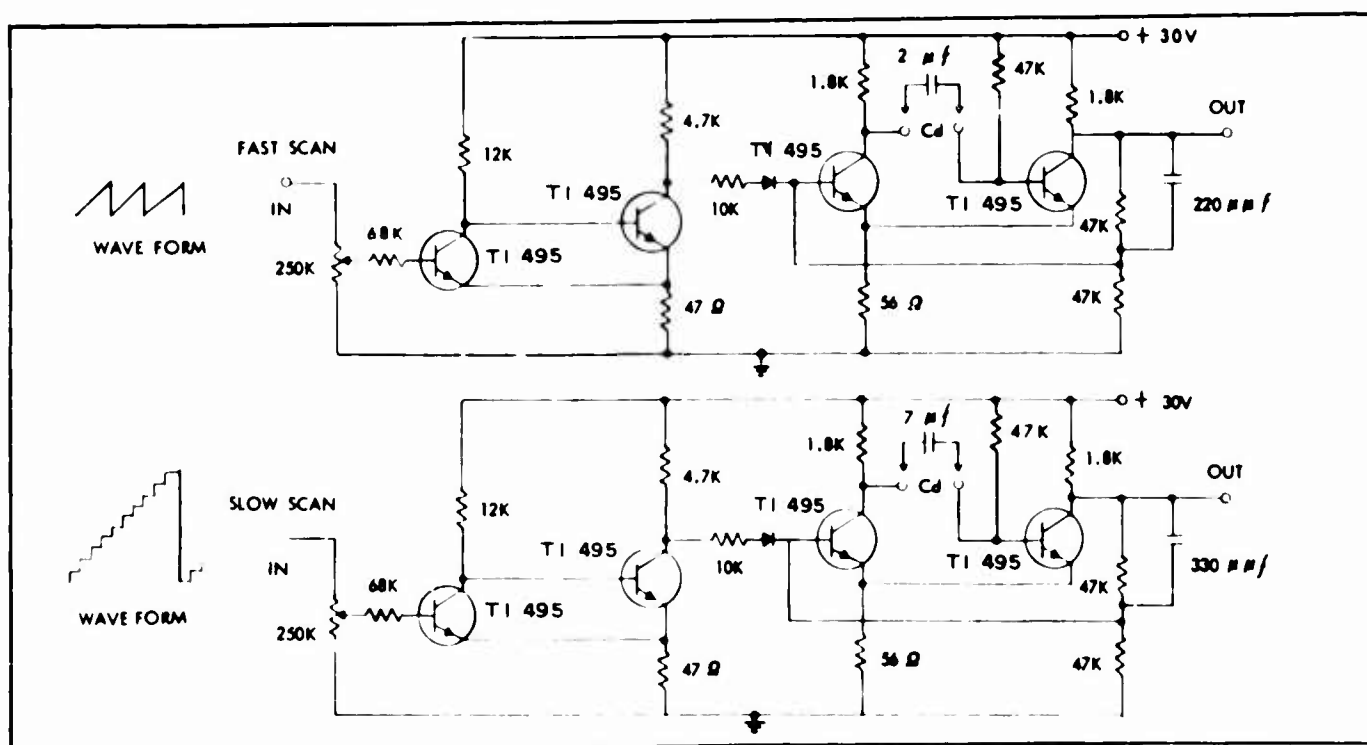 + 30V
2 µf
47K
1.8K
1.8K
OUT
4.7K
Cd
FAST SCAN
12K
TI 495
IN
TI 495
10K
TI 495
220 µµf
WAVE FORM
68K
47K
250K
TI 495
47 Ω
56 Ω
47K
+ 30V
7 µf
47K
1.8K
1.8K
OUT
4.7K
Cd
SLOW SCAN
12K
TI 495
TI 495
IN
10K
TI 495
330 µµf
68K
47K
WAVE FORM
TI 495
250K
47 Ω
56 Ω
47K